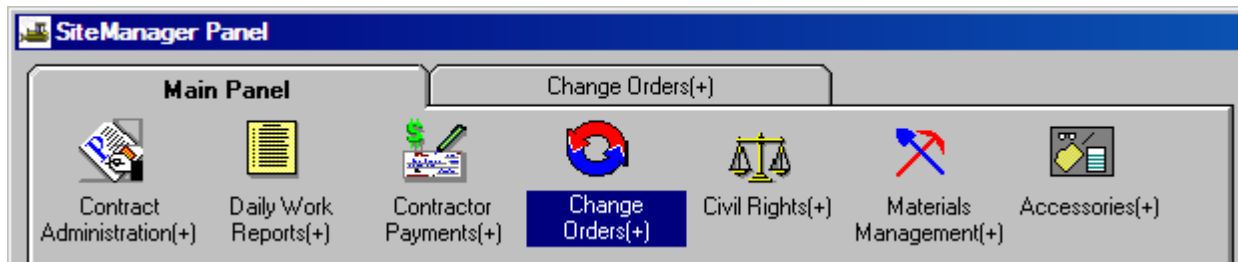 SiteManager Panel
Main Panel
Change Orders(+)
Contract
Administration(+)
Daily Work
Reports(+)
Contractor
Payments(+)
Change
Orders(+)
Civil Rights(+)
Materials
Management(+)
Accessories(+)